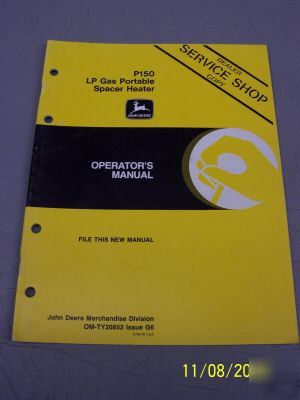 P150
LP Gas Portable
Spacer Heater
DEALER
SERVICE SHOP
COPY
JOHN DEERE
OPERATOR'S
MANUAL
FILE THIS NEW MANUAL
John Deere Merchandise Division
OM-TY20852 Issue G6
11/08/20